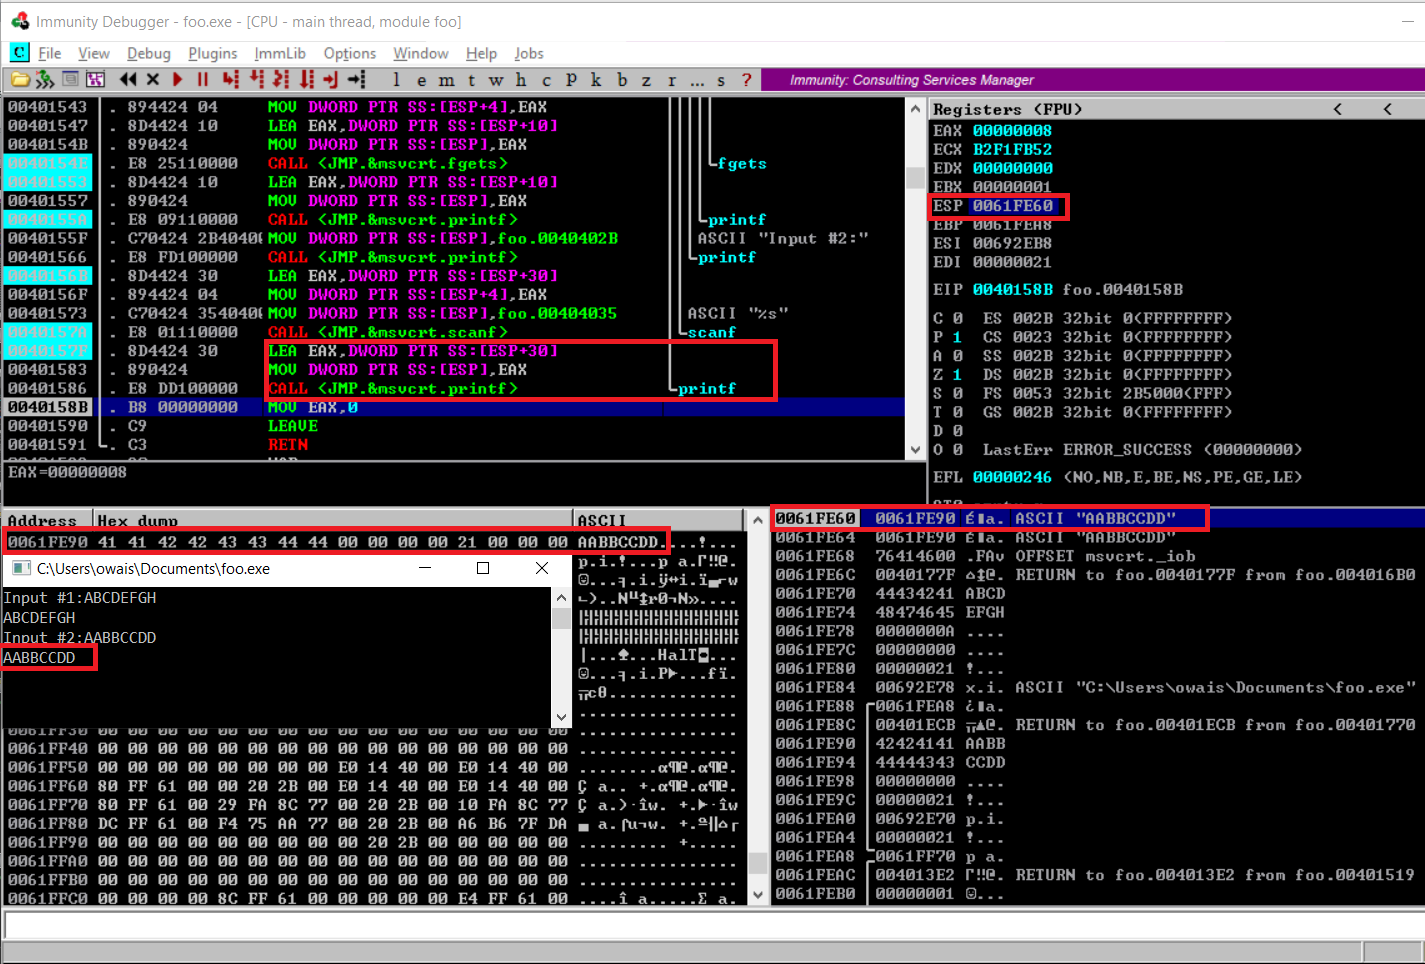 Immunity Debugger - foo.exe - [CPU - main thread, module foo]
C File View Debug Plugins ImmLib Options Window Help Jobs
l e m t w h c P k b z r ... s ? Immunity: Consulting Services Manager
00401543 . 894424 04 MOV DWORD PTR SS:[ESP+4],EAX
00401547 . 8D4424 10 LEA EAX,DWORD PTR SS:[ESP+10]
0040154B . 890424 MOV DWORD PTR SS:[ESP],EAX
0040154E . E8 25110000 CALL <JMP.&msvcrt.fgets> fgets
00401553 . 8D4424 10 LEA EAX,DWORD PTR SS:[ESP+10]
00401557 . 890424 MOV DWORD PTR SS:[ESP],EAX
0040155A . E8 09110000 CALL <JMP.&msvcrt.printf> printf
0040155F . C70424 2B4040 MOV DWORD PTR SS:[ESP],foo.0040402B ASCII "Input #2:"
00401566 . E8 FD100000 CALL <JMP.&msvcrt.printf> printf
0040156B . 8D4424 30 LEA EAX,DWORD PTR SS:[ESP+30]
0040156F . 894424 04 MOV DWORD PTR SS:[ESP+4],EAX
00401573 . C70424 354040 MOV DWORD PTR SS:[ESP],foo.00404035 ASCII "%s"
0040157A . E8 01110000 CALL <JMP.&msvcrt.scanf> scanf
0040157F . 8D4424 30 LEA EAX,DWORD PTR SS:[ESP+30]
00401583 . 890424 MOV DWORD PTR SS:[ESP],EAX
00401586 . E8 DD100000 CALL <JMP.&msvcrt.printf> printf
0040158B . B8 00000000 MOV EAX,0
00401590 . C9 LEAVE
00401591 . C3 RETN
EAX=00000008
Registers (FPU) < <
EAX 00000008
ECX B2F1FB52
EDX 00000000
EBX 00000001
ESP 0061FE60
EBP 0061FEA8
ESI 00692EB8
EDI 00000021
EIP 0040158B foo.0040158B
C 0 ES 002B 32bit 0(FFFFFFFF)
P 1 CS 0023 32bit 0(FFFFFFFF)
A 0 SS 002B 32bit 0(FFFFFFFF)
Z 1 DS 002B 32bit 0(FFFFFFFF)
S 0 FS 0053 32bit 2B5000(FFF)
T 0 GS 002B 32bit 0(FFFFFFFF)
D 0
O 0 LastErr ERROR_SUCCESS (00000000)
EFL 00000246 (NO,NB,E,BE,NS,PE,GE,LE)
Address Hex dump ASCII
0061FE90 41 41 42 42 43 43 44 44 00 00 00 00 21 00 00 00 AABBCCDD....!...
C:\Users\owais\Documents\foo.exe
Input #1:ABCDEFGH
ABCDEFGH
Input #2:AABBCCDD
AABBCCDD
0061FF30 00 00 00 00 00 00 00 00 00 00 00 00 00 00 00 00 ................
0061FF40 00 00 00 00 00 00 00 00 00 00 00 00 00 00 00 00 ................
0061FF50 00 00 00 00 00 00 00 00 E0 14 40 00 E0 14 40 00 ........α¶@.α¶@.
0061FF60 80 FF 61 00 00 20 2B 00 E0 14 40 00 E0 14 40 00 Ç a.. +.α¶@.α¶@.
0061FF70 80 FF 61 00 29 FA 8C 77 00 20 2B 00 10 FA 8C 77 Ç a.)·îw. +.►·îw
0061FF80 DC FF 61 00 F4 75 AA 77 00 20 2B 00 A6 B6 7F DA ▄ a.⌠u¬w. +.ª╢⌂┌
0061FF90 00 00 00 00 00 00 00 00 00 20 2B 00 00 00 00 00 ......... +.....
0061FFA0 00 00 00 00 00 00 00 00 00 00 00 00 00 00 00 00 ................
0061FFB0 00 00 00 00 00 00 00 00 00 00 00 00 00 00 00 00 ................
0061FFC0 00 00 00 00 8C FF 61 00 00 00 00 00 E4 FF 61 00 ....î a.....Σ a.
0061FE60 0061FE90 É■a. ASCII "AABBCCDD"
0061FE64 0061FE90 É■a. ASCII "AABBCCDD"
0061FE68 76414600 .FAv OFFSET msvcrt._iob
0061FE6C 0040177F ⌂↨@. RETURN to foo.0040177F from foo.004016B0
0061FE70 44434241 ABCD
0061FE74 48474645 EFGH
0061FE78 0000000A ....
0061FE7C 00000000 ....
0061FE80 00000021 !...
0061FE84 00692E78 x.i. ASCII "C:\Users\owais\Documents\foo.exe"
0061FE88 0061FEA8 ¿■a.
0061FE8C 00401ECB ╦▲@. RETURN to foo.00401ECB from foo.00401770
0061FE90 42424141 AABB
0061FE94 44444343 CCDD
0061FE98 00000000 ....
0061FE9C 00000021 !...
0061FEA0 00692E70 p.i.
0061FEA4 00000021 !...
0061FEA8 0061FF70 p a.
0061FEAC 004013E2 Γ‼@. RETURN to foo.004013E2 from foo.00401519
0061FEB0 00000001 ☺...